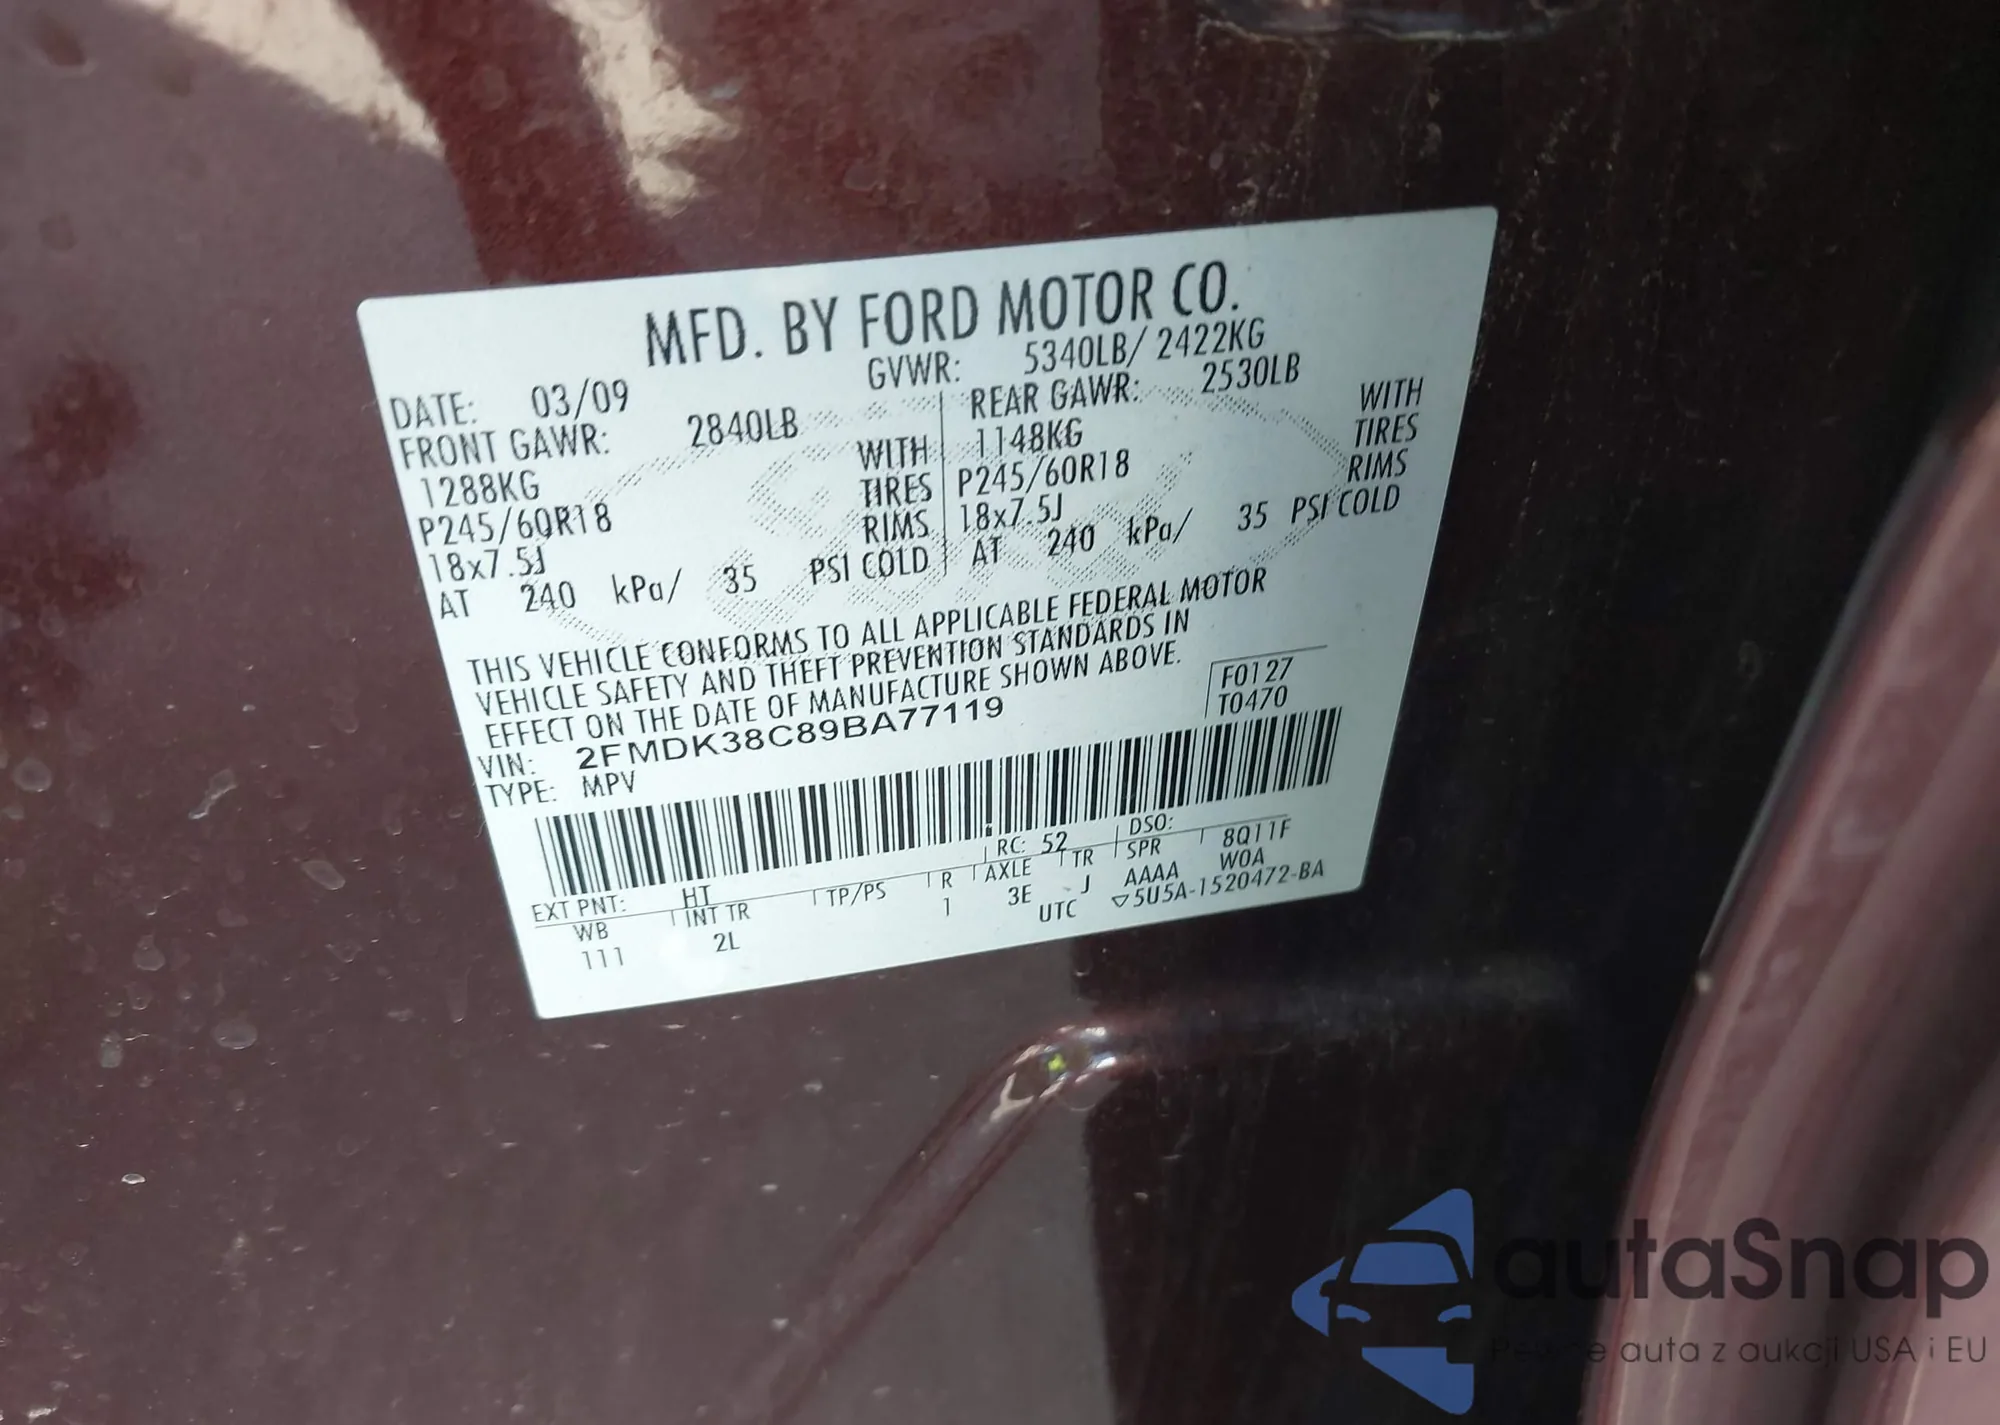 MFD. BY FORD MOTOR CO.
DATE: 03/09 GVWR: 5340LB/ 2422KG
FRONT GAWR: 2840LB REAR GAWR: 2530LB
1288KG WITH 1148KG WITH
P245/60R18 TIRES P245/60R18 TIRES
18x7.5J RIMS 18x7.5J RIMS
AT 240 kPa/ 35 PSI COLD AT 240 kPa/ 35 PSI COLD
THIS VEHICLE CONFORMS TO ALL APPLICABLE FEDERAL MOTOR
VEHICLE SAFETY AND THEFT PREVENTION STANDARDS IN
EFFECT ON THE DATE OF MANUFACTURE SHOWN ABOVE.
F0127
T0470
VIN: 2FMDK38C89BA77119
TYPE: MPV
EXT PNT: HT RC: 52 DSO: 8Q11F
WB INT TR TP/PS R AXLE TR SPR W0A
111 2L 1 3E J AAAA
UTC ▽5U5A-1520472-BA
autaSnap
Pewne auta z aukcji USA i EU